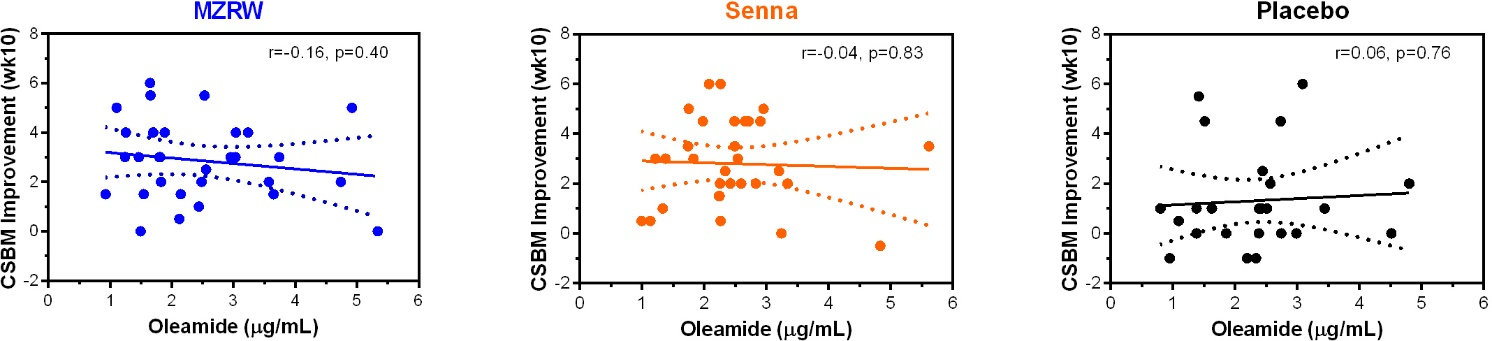 MZRW
r=-0.16, p=0.40
CSBM Improvement (wk10)
8
6
4
2
0
-2
0 1 2 3 4 5 6
Oleamide (μg/mL)
Senna
r=-0.04, p=0.83
CSBM Improvement (wk10)
8
6
4
2
0
-2
0 1 2 3 4 5 6
Oleamide (μg/mL)
Placebo
r=0.06, p=0.76
CSBM Improvement (wk10)
8
6
4
2
0
-2
0 1 2 3 4 5 6
Oleamide (μg/mL)